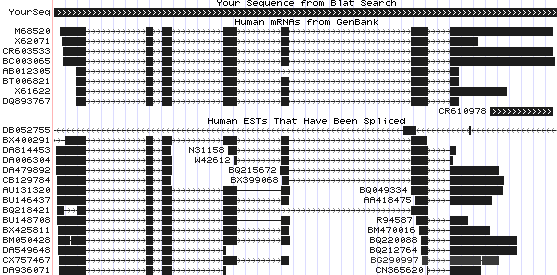 Your Sequence from Blat Search
YourSeq
Human mRNAs from GenBank
M68520
X62071
CR603533
BC003065
AB012305
BT006821
X61622
DQ893767
CR610978
Human ESTs That Have Been Spliced
DB052755
BX400291
DA814453 N31158
DA006304 W42612
DA479892 BQ215672
CB129784 BX399068
AU131320 BQ049334
BU146437 AA418475
BQ218421
BU148708 R94587
BX425811 BM470016
BM050428 BQ220088
DA549648 BQ212764
CX757467 BG290997
DA936071 CN365620